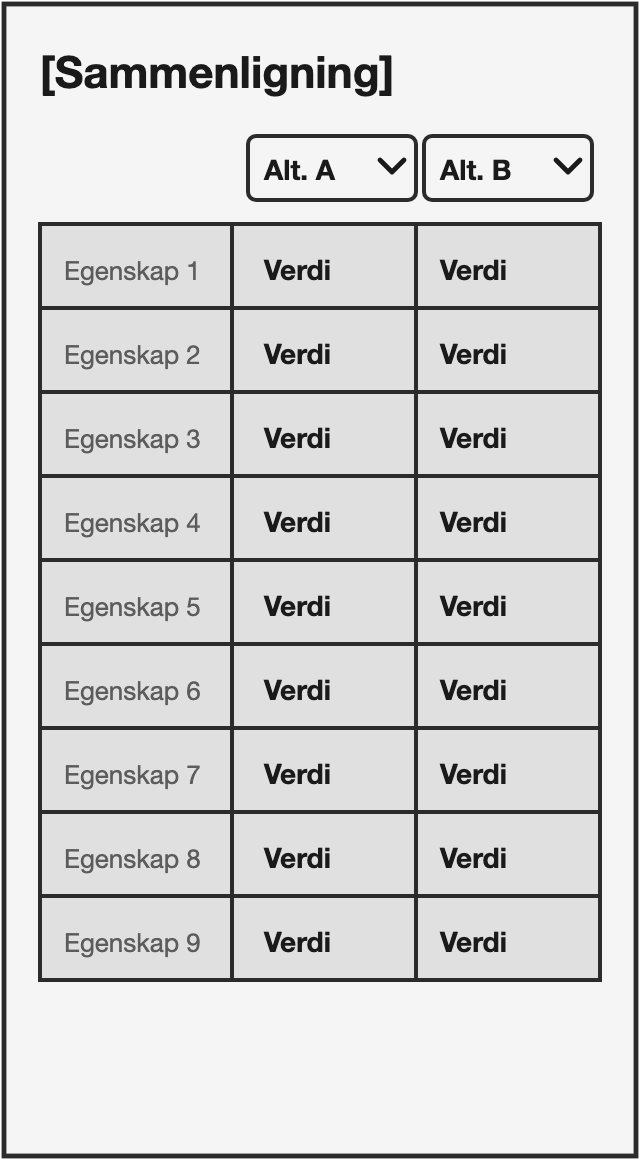 [Sammenligning]
Alt. A Alt. B
Egenskap 1 Verdi Verdi
Egenskap 2 Verdi Verdi
Egenskap 3 Verdi Verdi
Egenskap 4 Verdi Verdi
Egenskap 5 Verdi Verdi
Egenskap 6 Verdi Verdi
Egenskap 7 Verdi Verdi
Egenskap 8 Verdi Verdi
Egenskap 9 Verdi Verdi